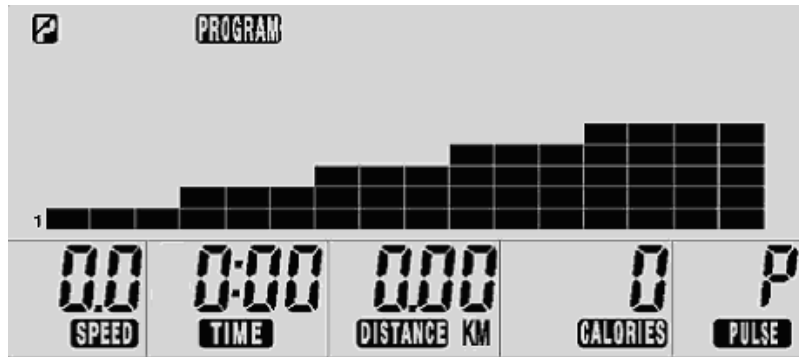 PROGRAM
1
0.0 0:00 0.00 0 P
SPEED TIME DISTANCE KM CALORIES PULSE